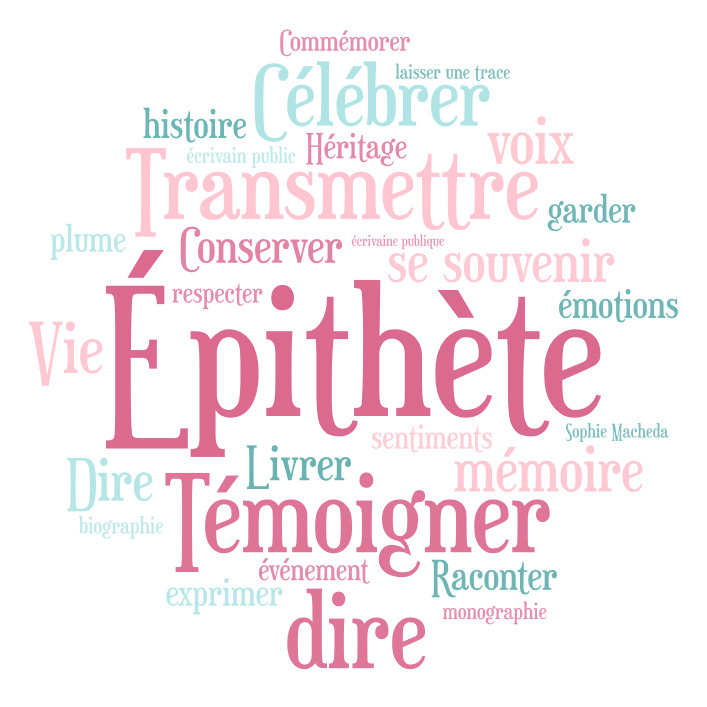 Commémorer
laisser une trace
Célébrer
histoire
voix
écrivain public
Héritage
Transmettre
garder
plume
Conserver
écrivaine publique
se souvenir
respecter
émotions
Épithète
Vie
Sophie Macheda
sentiments
Livrer
mémoire
Dire
Témoigner
biographie
événement
Raconter
exprimer
monographie
dire